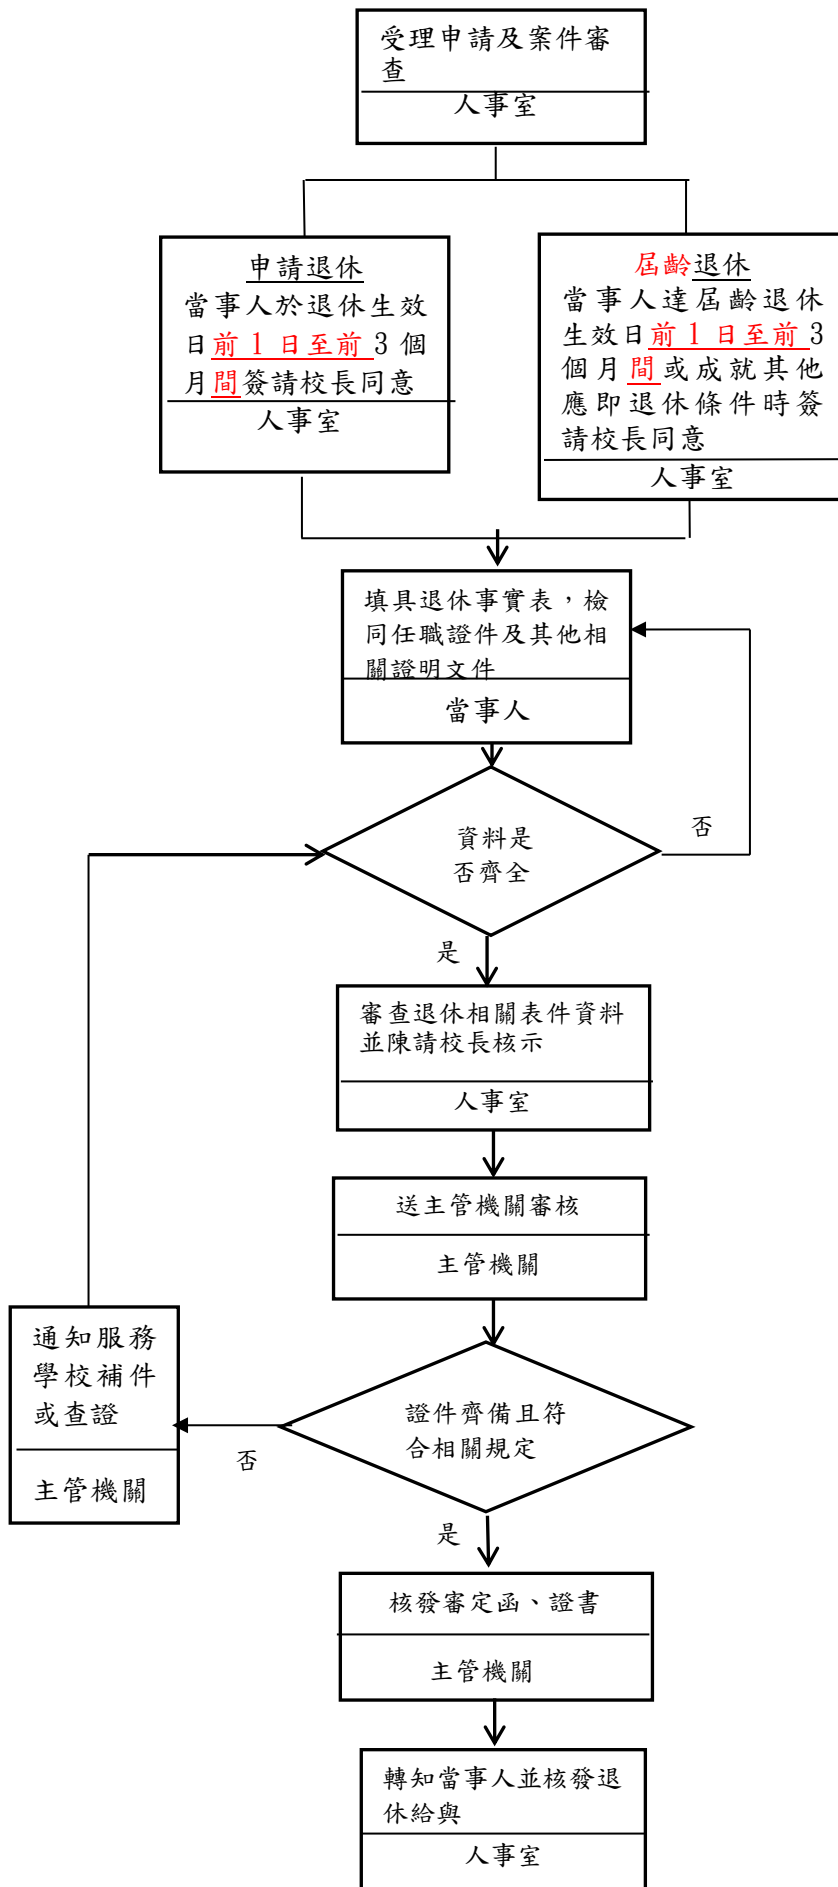 受理申請及案件審
查
人事室
申請退休
當事人於退休生效
日前 1 日至前 3 個
月間簽請校長同意
人事室
屆齡退休
當事人達屆齡退休
生效日前 1 日至前 3
個月間或成就其他
應即退休條件時簽
請校長同意
人事室
填具退休事實表，檢
同任職證件及其他相
關證明文件
當事人
資料是
否齊全
否
是
審查退休相關表件資料
並陳請校長核示
人事室
送主管機關審核
主管機關
通知服務
學校補件
或查證
主管機關
證件齊備且符
合相關規定
否
是
核發審定函、證書
主管機關
轉知當事人並核發退
休給與
人事室